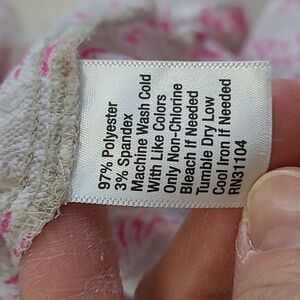 97% Polyester
3% Spandex
Machine Wash Cold
With Like Colors
Only Non-Chlorine
Bleach If Needed
Tumble Dry Low
Cool Iron If Needed
RN31104